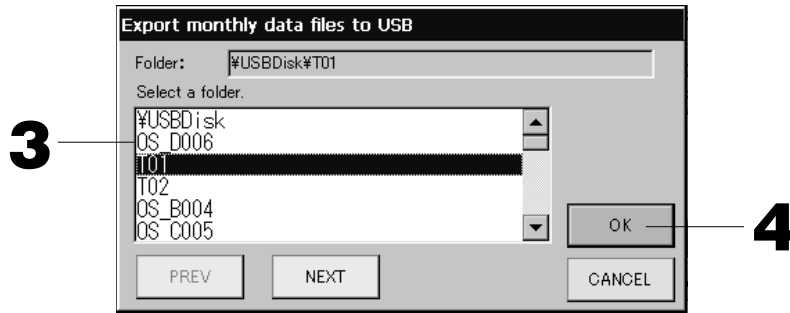 Export monthly data files to USB
Folder: ¥USBDisk¥T01
Select a folder.
¥USBDisk
OS_D006
T01
T02
OS_B004
OS_C005
3
OK
4
PREV
NEXT
CANCEL